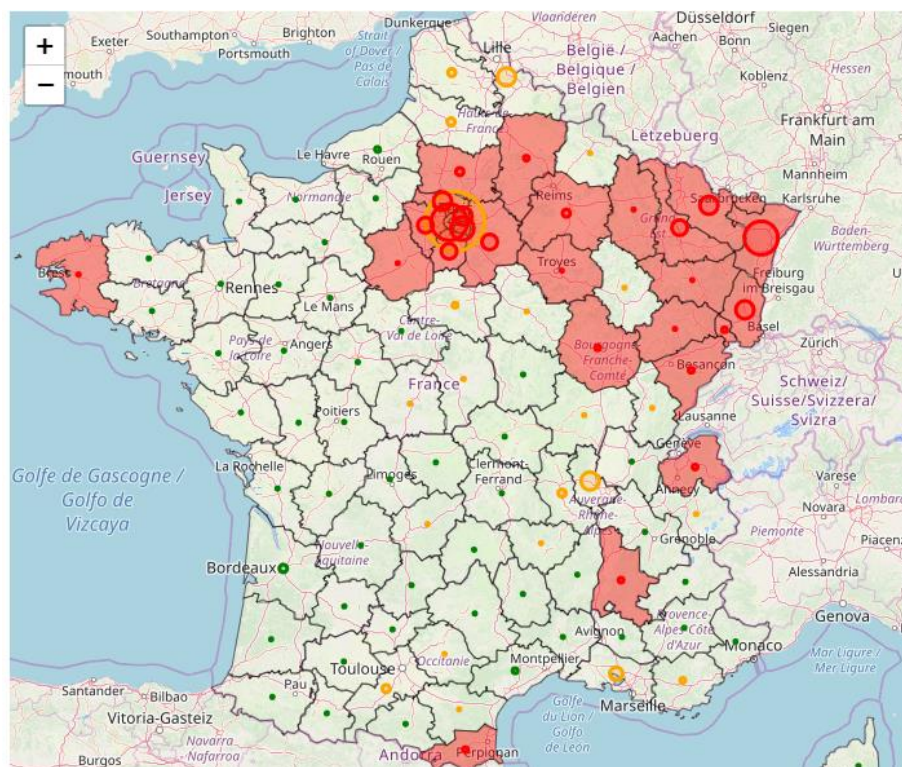 +
−
Exeter
Southampton
Brighton
Portsmouth
Dunkerque
Strait
of Dover /
Pas de
Calais
Lille
Vlaanderen
Düsseldorf
Siegen
Aachen
Bonn
België /
Belgique /
Belgien
Koblenz
Hessen
Frankfurt am
Main
Hauts-de-
France
Lëtzebuerg
Mannheim
Guernsey
Jersey
Le Havre
Rouen
Normandie
Reims
Saarbrücken
Karlsruhe
Grand
Est
Baden-
Württemberg
Brest
Bretagne
Rennes
Le Mans
Troyes
Freiburg
im Breisgau
Basel
Zürich
Pays de
la Loire
Angers
Centre-
Val de Loire
Bourgogne
Franche-
Comté
Besançon
France
Schweiz/
Suisse/Svizzera/
Svizra
Lausanne
Poitiers
Genève
La Rochelle
Limoges
Clermont-
Ferrand
Annecy
Golfe de Gascogne /
Golfo de
Vizcaya
Auvergne-
Rhône-
Alpes
Varese
Novara
Lombar
Piemonte
Piacen
Grenoble
Nouvelle
Aquitaine
Bordeaux
Alessandria
Genova
Provence-
Alpes-Côte
d'Azur
Avignon
Monaco
Mar Ligure /
Mer Ligure
Toulouse
Occitanie
Montpellier
Marseille
Pau
Santander
Bilbao
Vitoria-Gasteiz
Navarra
- Nafarroa
Burgos
Golfe
du Lion /
Golfo
de León
Andorra
Perpignan